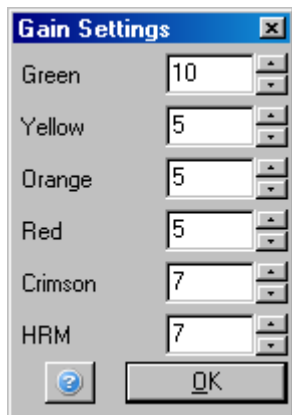 Gain Settings
Green 10
Yellow 5
Orange 5
Red 5
Crimson 7
HRM 7
? OK